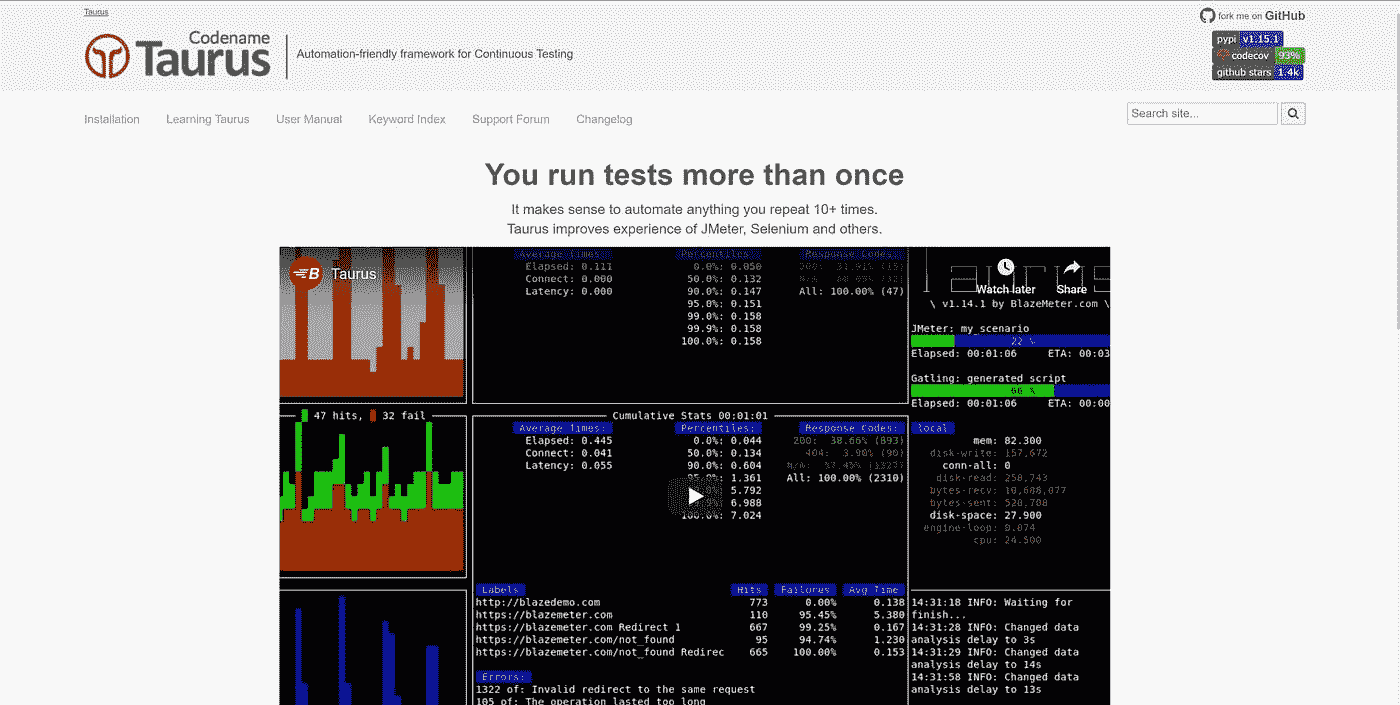 Taurus
fork me on GitHub
Codename
Taurus
Automation-friendly framework for Continuous Testing
pypi v1.15.1
codecov 93%
github stars 1.4k
Installation
Learning Taurus
User Manual
Keyword Index
Support Forum
Changelog
Search site...
You run tests more than once
It makes sense to automate anything you repeat 10+ times.
Taurus improves experience of JMeter, Selenium and others.
B Taurus
Watch later
Share
Average Times:
Elapsed: 0.111
Connect: 0.000
Latency: 0.000
Percentiles:
0.0%: 0.050
50.0%: 0.132
90.0%: 0.147
95.0%: 0.151
99.0%: 0.158
99.9%: 0.158
100.0%: 0.158
Response Codes:
All: 100.00% (47)
\ v1.14.1 by BlazeMeter.com \
JMeter: my_scenario
22 %
Elapsed: 00:01:06 ETA: 00:03
Gatling: generated script
Elapsed: 00:01:06 ETA: 00:00
47 hits, 32 fail
Cumulative Stats 00:01:01
Average Times:
Elapsed: 0.445
Connect: 0.041
Latency: 0.055
Percentiles:
0.0%: 0.044
50.0%: 0.134
90.0%: 0.604
1.361
5.792
6.988
100.0%: 7.024
Response Codes:
200: 38.66% (893)
404: 3.90% (90)
All: 100.00% (2310)
local
mem: 82.300
disk-write: 157,672
conn-all: 0
disk-read: 258,743
bytes-recv: 10,688,077
bytes-sent: 528,708
disk-space: 27.900
engine-loop: 0.074
cpu: 24.500
Labels Hits Failures Avg Time
http://blazedemo.com 773 0.00% 0.138
https://blazemeter.com 110 95.45% 5.380
https://blazemeter.com Redirect 1 667 99.25% 0.167
https://blazemeter.com/not_found 95 94.74% 1.230
https://blazemeter.com/not_found Redirec 665 100.00% 0.153
Errors:
1322 of: Invalid redirect to the same request
105 of: The operation lasted too long
14:31:18 INFO: Waiting for
finish...
14:31:28 INFO: Changed data
analysis delay to 3s
14:31:29 INFO: Changed data
analysis delay to 14s
14:31:58 INFO: Changed data
analysis delay to 13s